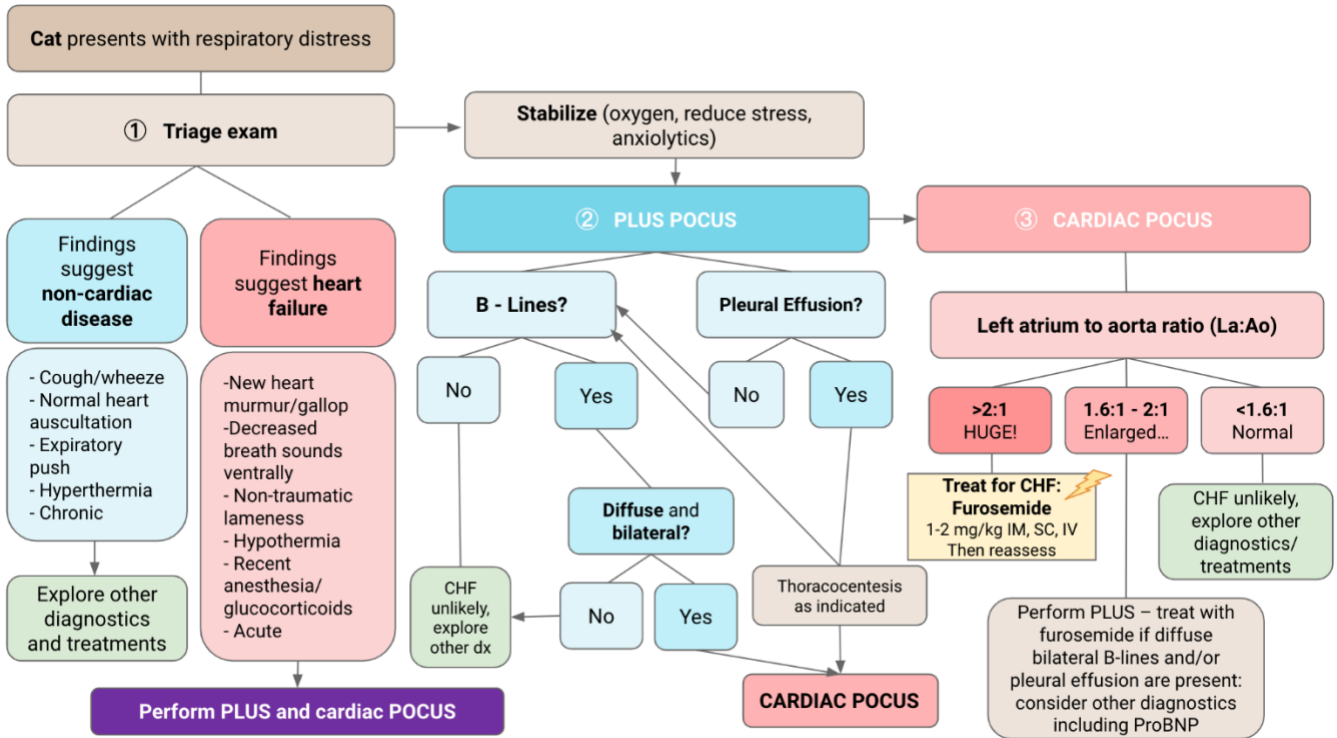 Cat presents with respiratory distress
① Triage exam
Stabilize (oxygen, reduce stress,
anxiolytics)
Findings
suggest
non-cardiac
disease
Findings
suggest heart
failure
- Cough/wheeze
- Normal heart
auscultation
- Expiratory
push
- Hyperthermia
- Chronic
-New heart
murmur/gallop
-Decreased
breath sounds
ventrally
- Non-traumatic
lameness
- Hypothermia
- Recent
anesthesia/
glucocorticoids
- Acute
Explore other
diagnostics
and treatments
Perform PLUS and cardiac POCUS
② PLUS POCUS
B - Lines?
Pleural Effusion?
No
Yes
No
Yes
Diffuse and
bilateral?
No
Yes
CHF
unlikely,
explore
other dx
Thoracocentesis
as indicated
CARDIAC POCUS
③ CARDIAC POCUS
Left atrium to aorta ratio (La:Ao)
>2:1
HUGE!
1.6:1 - 2:1
Enlarged…
<1.6:1
Normal
Treat for CHF:
Furosemide
1-2 mg/kg IM, SC, IV
Then reassess
CHF unlikely,
explore other
diagnostics/
treatments
Perform PLUS – treat with
furosemide if diffuse
bilateral B-lines and/or
pleural effusion are present:
consider other diagnostics
including ProBNP